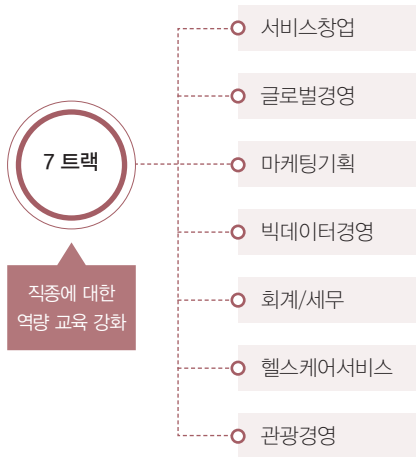 7 트랙
직종에 대한
역량 교육 강화
서비스창업
글로벌경영
마케팅기획
빅데이터경영
회계/세무
헬스케어서비스
관광경영